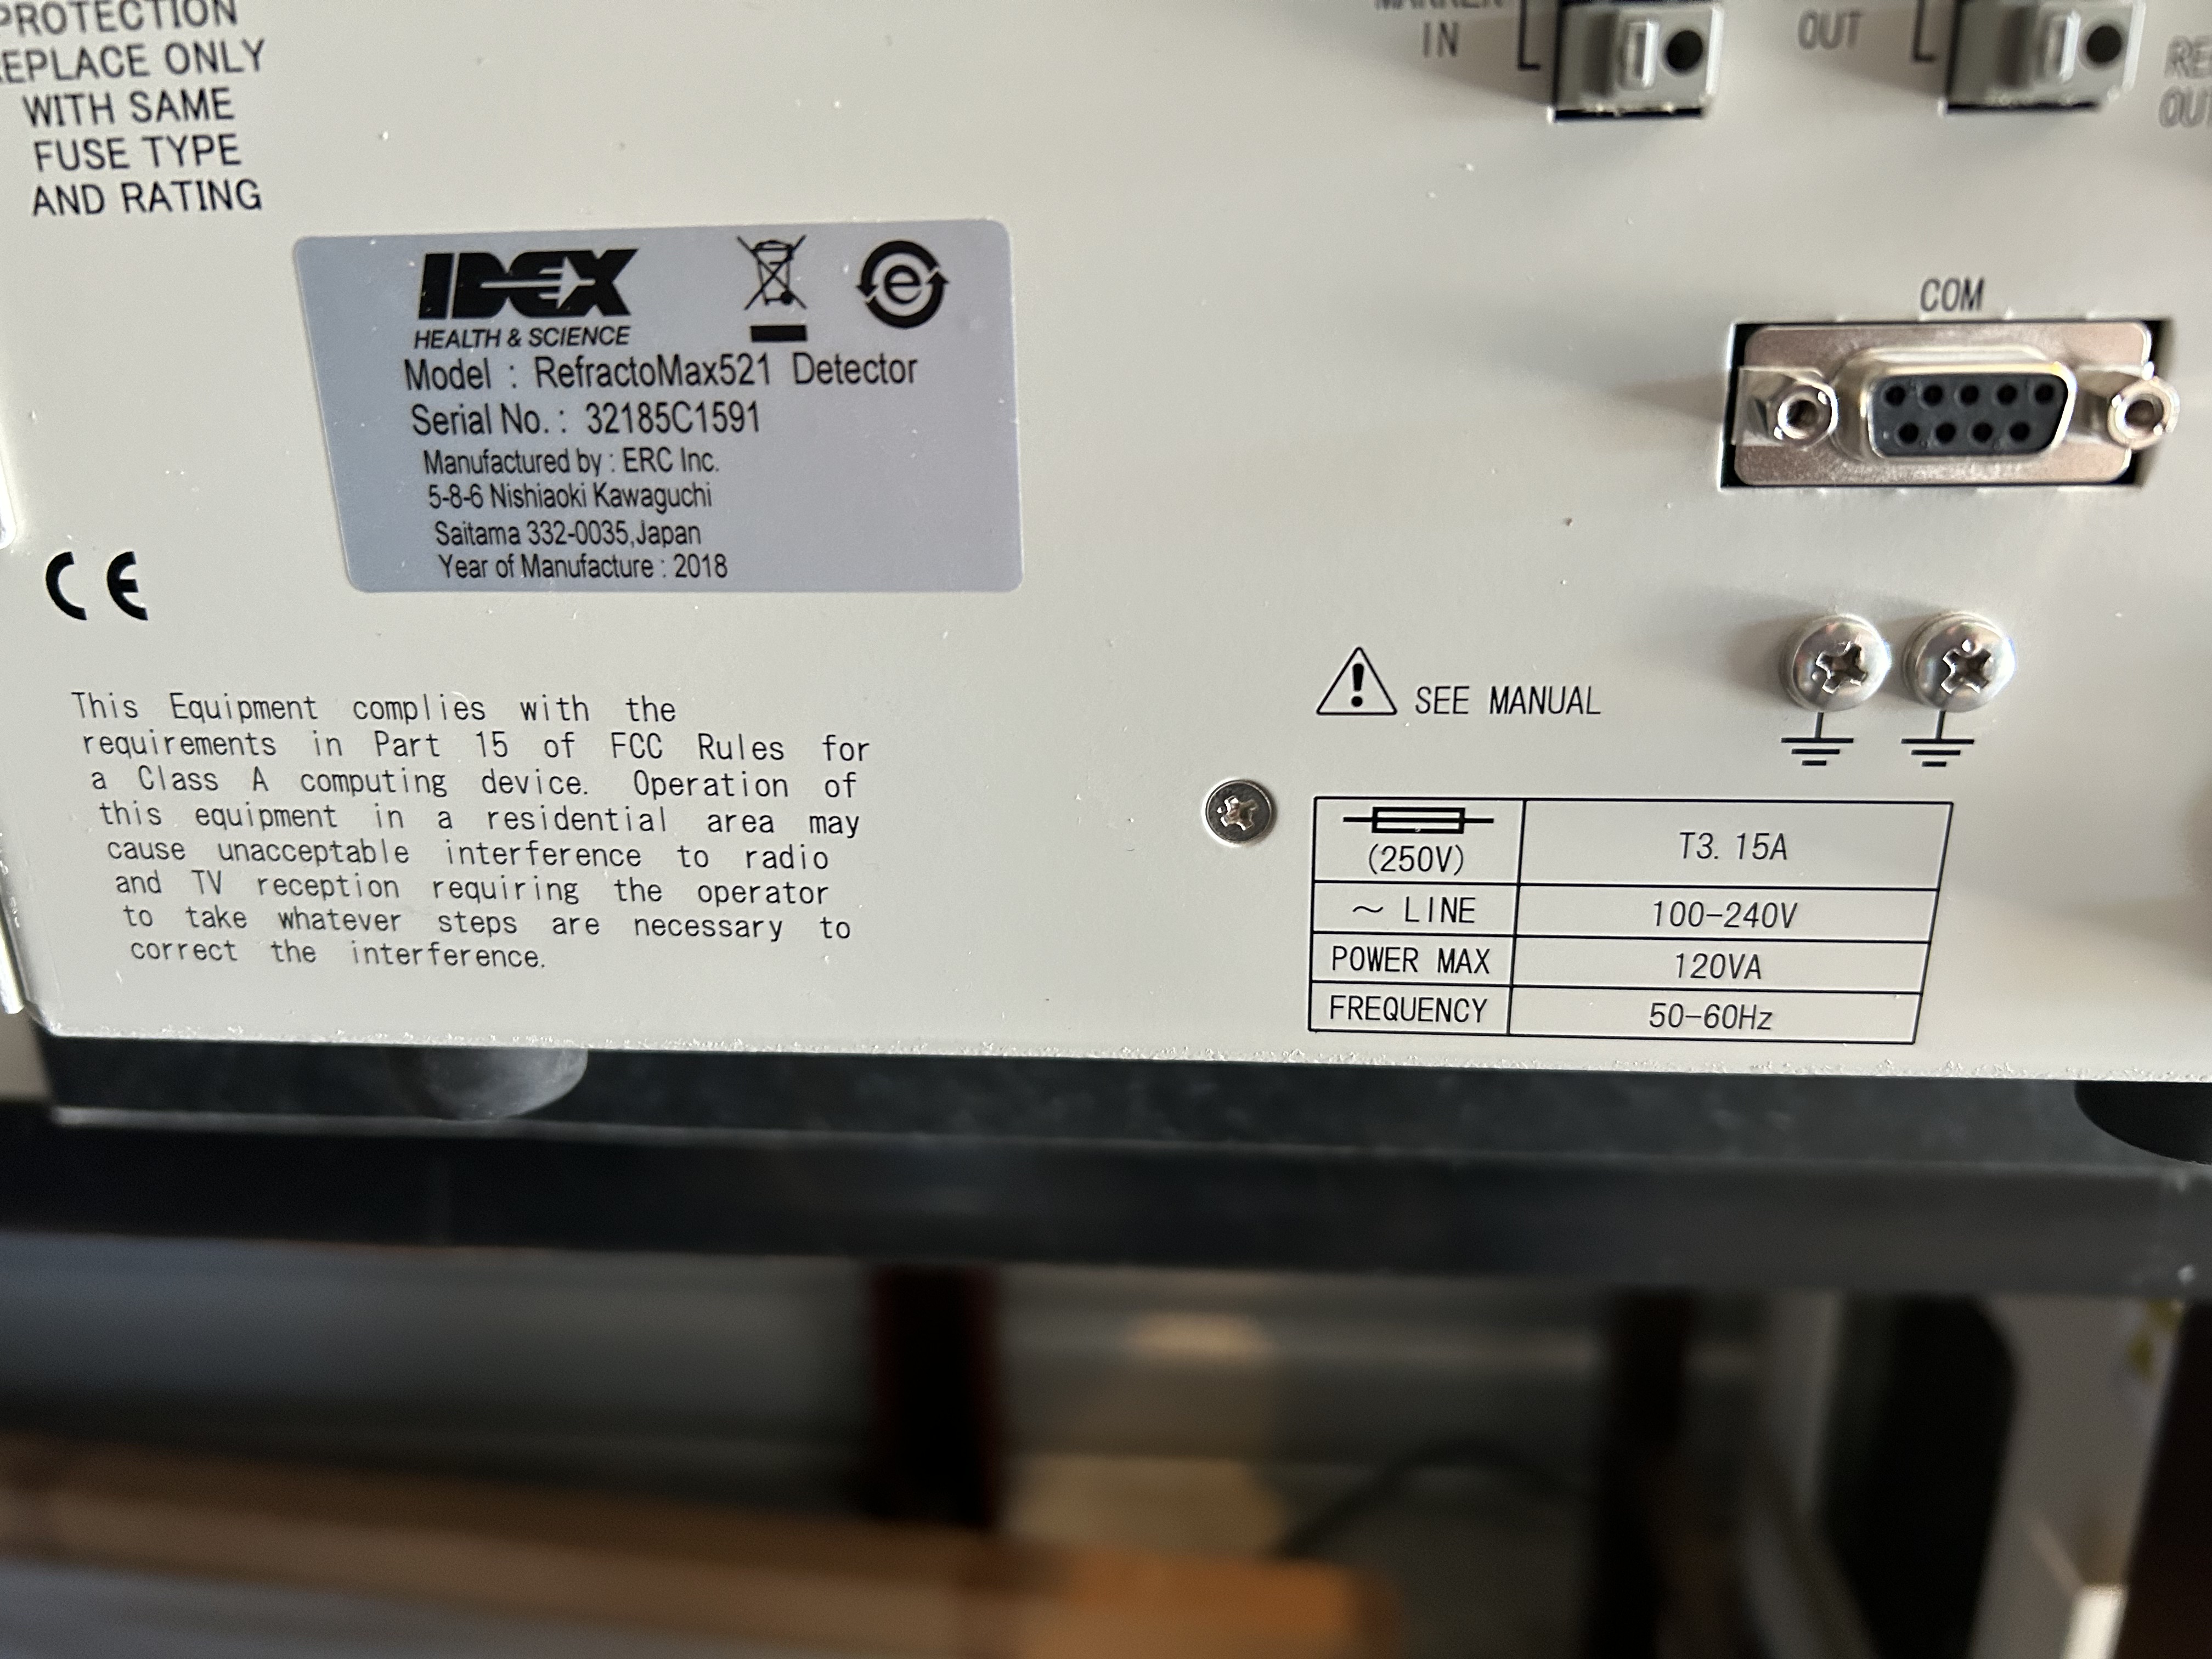 PROTECTION
REPLACE ONLY
WITH SAME
FUSE TYPE
AND RATING
IN
OUT
OUT
IDEX
HEALTH & SCIENCE
Model : RefractoMax521 Detector
Serial No. : 32185C1591
Manufactured by : ERC Inc.
5-8-6 Nishiaoki Kawaguchi
Saitama 332-0035,Japan
Year of Manufacture : 2018
COM
CE
This Equipment complies with the
requirements in Part 15 of FCC Rules for
a Class A computing device. Operation of
this equipment in a residential area may
cause unacceptable interference to radio
and TV reception requiring the operator
to take whatever steps are necessary to
correct the interference.
SEE MANUAL
(250V) T3.15A
~ LINE 100-240V
POWER MAX 120VA
FREQUENCY 50-60Hz